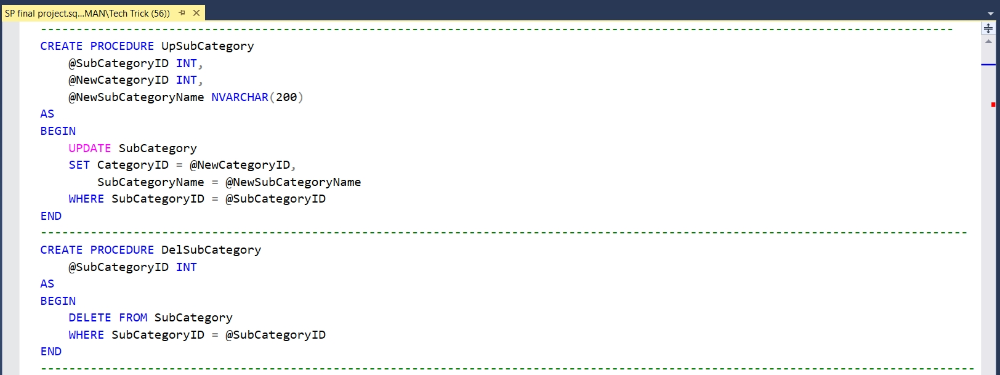 SP final project.sq...MAN\Tech Trick (56))
--------------------------------------------------------------------------------------------------------------------------------
CREATE PROCEDURE UpSubCategory
    @SubCategoryID INT,
    @NewCategoryID INT,
    @NewSubCategoryName NVARCHAR(200)
AS
BEGIN
    UPDATE SubCategory
    SET CategoryID = @NewCategoryID,
        SubCategoryName = @NewSubCategoryName
    WHERE SubCategoryID = @SubCategoryID
END
----------------------------------------------------------------------------------------------------------------------------------
CREATE PROCEDURE DelSubCategory
    @SubCategoryID INT
AS
BEGIN
    DELETE FROM SubCategory
    WHERE SubCategoryID = @SubCategoryID
END
-----------------------------------------------------------------------------------------------------------------------------------